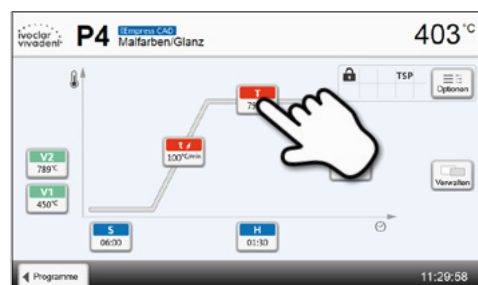 ivoclar
vivadent
P4
IPS Empress CAD
Malfarben/Glanz
403°C
TSP
Optionen
T
t
100°C/min
V2
789°C
V1
450°C
Verwalten
S
06:00
H
01:30
Programme
11:29:58